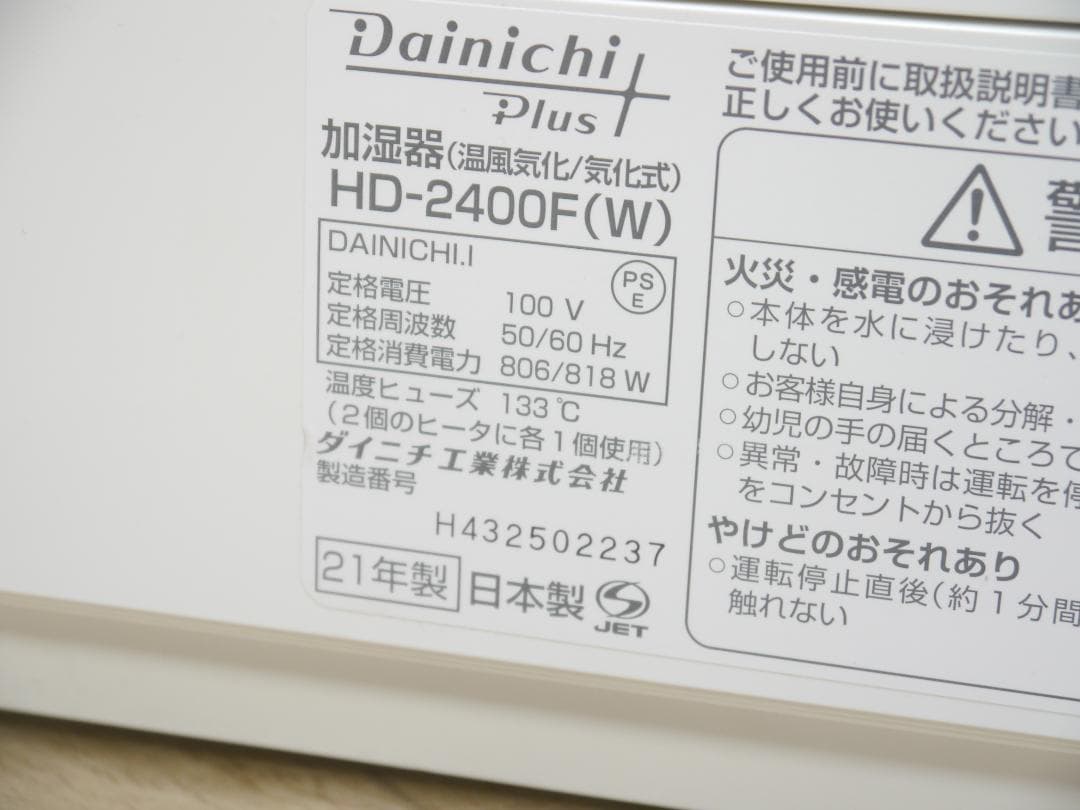 Dainichi
Plus
加湿器(温風気化/気化式)
HD-2400F(W)
DAINICHI.I
PS
E
定格電圧 100 V
定格周波数 50/60 Hz
定格消費電力 806/818 W
温度ヒューズ 133℃
(2個のヒータに各1個使用)
ダイニチ工業株式会社
製造番号
H432502237
21年製 日本製
JET
ご使用前に取扱説明書
正しくお使いください
火災・感電のおそれあ
○本体を水に浸けたり、
しない
○お客様自身による分解・
○幼児の手の届くところで
○異常・故障時は運転を停
をコンセントから抜く
やけどのおそれあり
○運転停止直後(約1分間
触れない